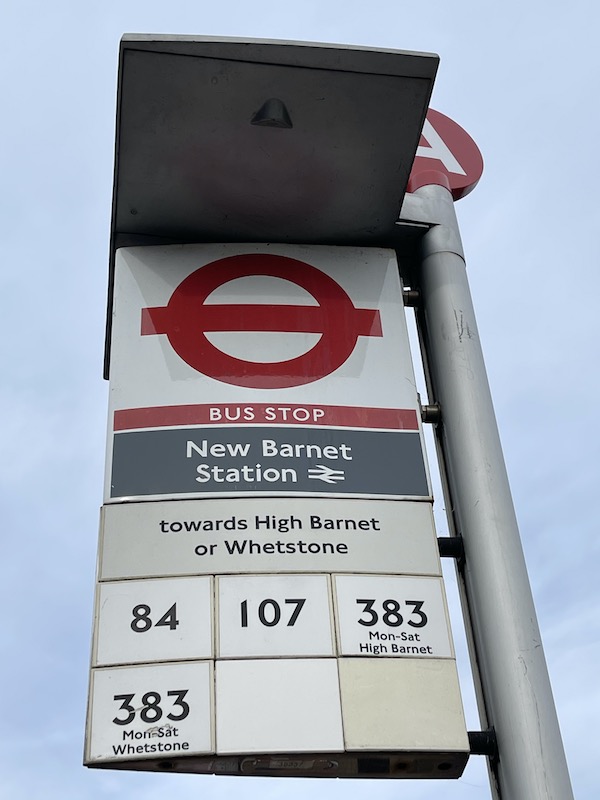 A
BUS STOP
New Barnet
Station
towards High Barnet
or Whetstone
84
107
383
Mon-Sat
High Barnet
383
Mon-Sat
Whetstone